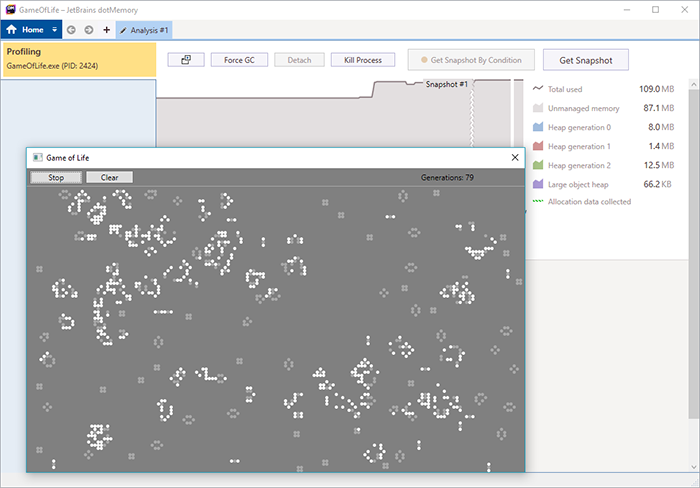 GameOfLife – JetBrains dotMemory
Home
Analysis #1
Profiling
GameOfLife.exe (PID: 2424)
Force GC
Detach
Kill Process
Get Snapshot By Condition
Get Snapshot
Snapshot #1
Total used 109.0 MB
Unmanaged memory 87.1 MB
Heap generation 0 8.0 MB
Heap generation 1 1.4 MB
Heap generation 2 12.5 MB
Large object heap 66.2 KB
Allocation data collected
Game of Life
Stop
Clear
Generations: 79